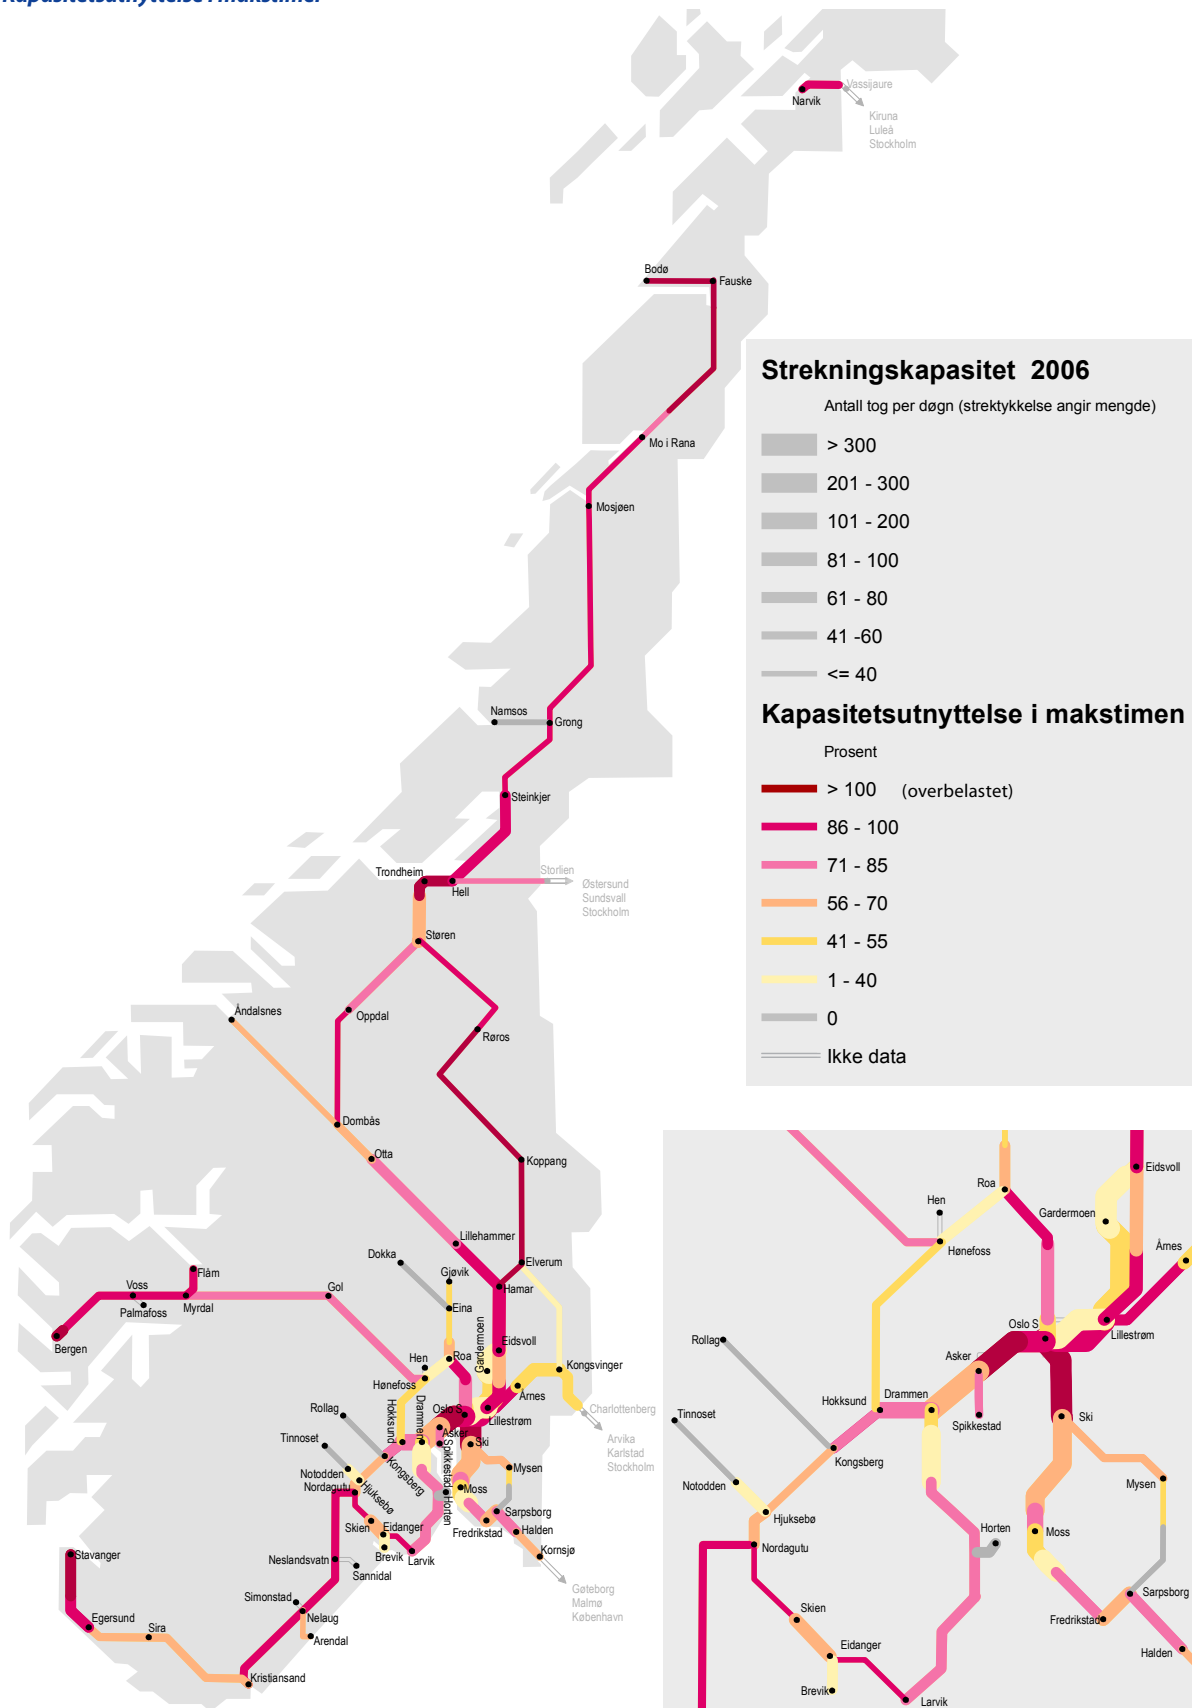 Kapasitetsutnyttelse i makstimer
Vassijaure
Narvik
Kiruna
Luleå
Stockholm
Bodø
Fauske
Mo i Rana
Mosjøen
Namsos
Grong
Steinkjer
Trondheim
Hell
Storlien
Østersund
Sundsvall
Stockholm
Støren
Åndalsnes
Oppdal
Røros
Dombås
Otta
Koppang
Lillehammer
Dokka
Gjøvik
Elverum
Flåm
Voss
Gol
Hamar
Palmafoss
Myrdal
Eina
Bergen
Gardermoen
Eidsvoll
Hen
Roa
Kongsvinger
Hønefoss
Årnes
Rollag
Hokksund
Drammen
Oslo S
Lillestrøm
Charlottenberg
Asker
Tinnoset
Spikkestad
Ski
Arvika
Karlstad
Stockholm
Notodden
Kongsberg
Mysen
Nordagutu
Hjuksebø
Horten
Moss
Sarpsborg
Skien
Eidanger
Fredrikstad
Halden
Stavanger
Brevik
Larvik
Kornsjø
Neslandsvatn
Sannidal
Simonstad
Nelaug
Gøteborg
Malmø
København
Egersund
Sira
Arendal
Kristiansand
Strekningskapasitet 2006
Antall tog per døgn (strektykkelse angir mengde)
> 300
201 - 300
101 - 200
81 - 100
61 - 80
41 -60
<= 40
Kapasitetsutnyttelse i makstimen
Prosent
> 100 (overbelastet)
86 - 100
71 - 85
56 - 70
41 - 55
1 - 40
0
Ikke data
Eidsvoll
Roa
Hen
Gardermoen
Hønefoss
Årnes
Oslo S
Lillestrøm
Rollag
Asker
Hokksund
Drammen
Tinnoset
Spikkestad
Ski
Kongsberg
Notodden
Mysen
Hjuksebø
Horten
Moss
Nordagutu
Sarpsborg
Skien
Fredrikstad
Eidanger
Halden
Brevik
Larvik